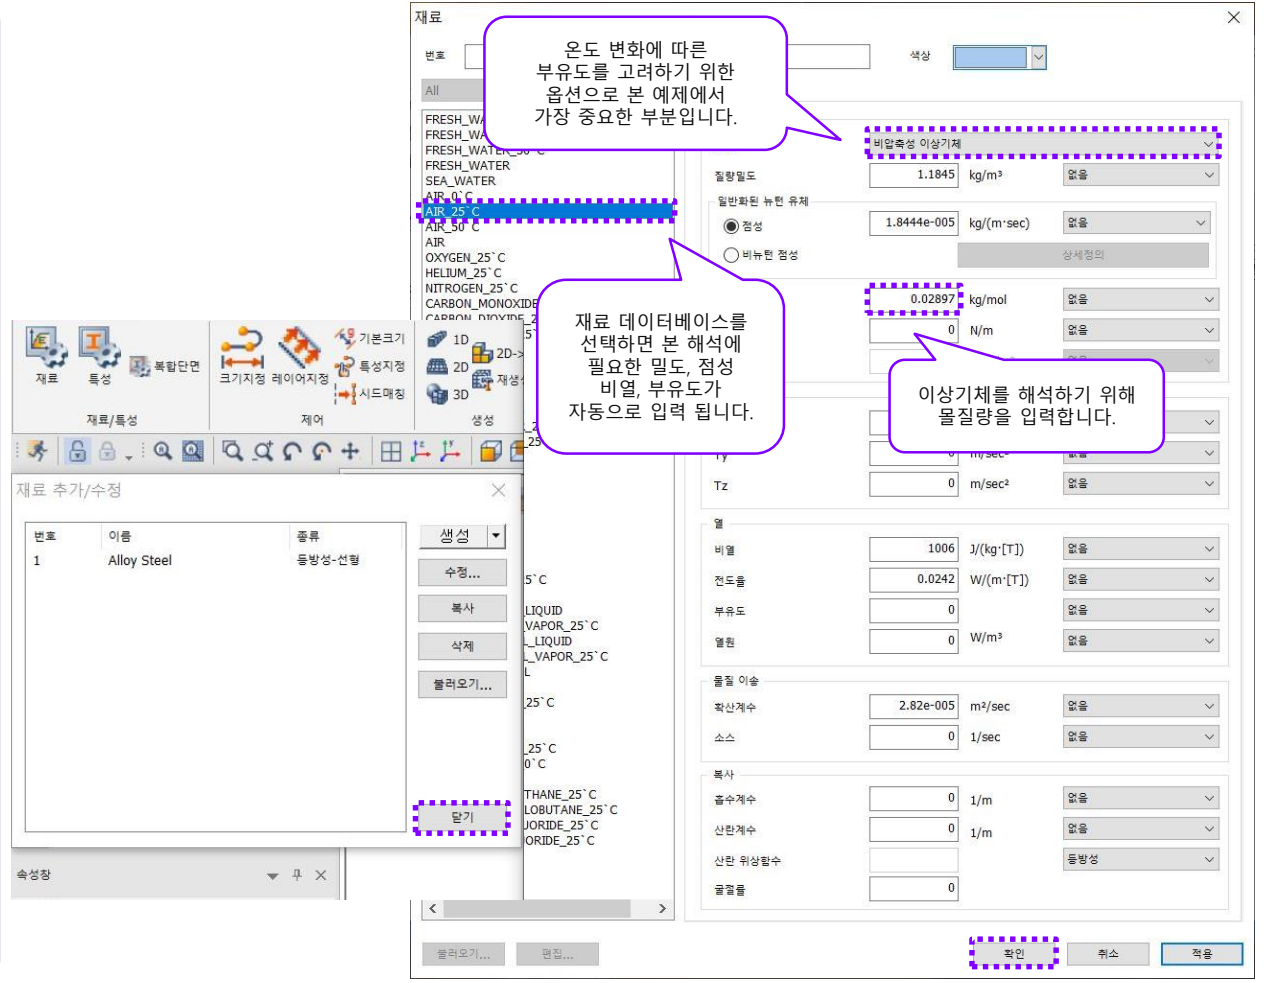 재료
번호
온도 변화에 따른
부유도를 고려하기 위한
옵션으로 본 예제에서
가장 중요한 부분입니다.
색상
All
FRESH_WA
FRESH_WA
FRESH_WATER
FRESH_WATER
SEA_WATER
AIR_0`C
AIR_25`C
AIR_50`C
AIR
OXYGEN_25`C
HELIUM_25`C
NITROGEN_25`C
CARBON_MONOXIDE
비압축성 이상기체
질량밀도 1.1845 kg/m³ 없음
일반화된 뉴턴 유체
점성 1.8444e-005 kg/(m·sec) 없음
비뉴턴 점성 상세정의
0.02897 kg/mol 없음
0 N/m 없음
재료 데이터베이스를
선택하면 본 해석에
필요한 밀도, 점성
비열, 부유도가
자동으로 입력 됩니다.
이상기체를 해석하기 위해
몰질량을 입력합니다.
Ty 0 m/sec² 없음
Tz 0 m/sec² 없음
열
비열 1006 J/(kg·[T]) 없음
전도율 0.0242 W/(m·[T]) 없음
부유도 0 없음
열원 0 W/m³ 없음
물질 이송
확산계수 2.82e-005 m²/sec 없음
소스 0 1/sec 없음
복사
흡수계수 0 1/m 없음
산란계수 0 1/m 없음
산란 위상함수 등방성
굴절률 0
불러오기... 편집... 확인 취소 적용
재료
특성
복합단면
재료/특성
크기지정
레이어지정
기본크기
특성지정
시드매칭
제어
1D
2D
3D
2D->
재생
생성
재료 추가/수정
번호 이름 종류
1 Alloy Steel 등방성-선형
생성
수정...
복사
삭제
불러오기...
닫기
속성창
5`C
LIQUID
VAPOR_25`C
L_LIQUID
L_VAPOR_25`C
L
25`C
25`C
0`C
THANE_25`C
LOBUTANE_25`C
UORIDE_25`C
ORIDE_25`C